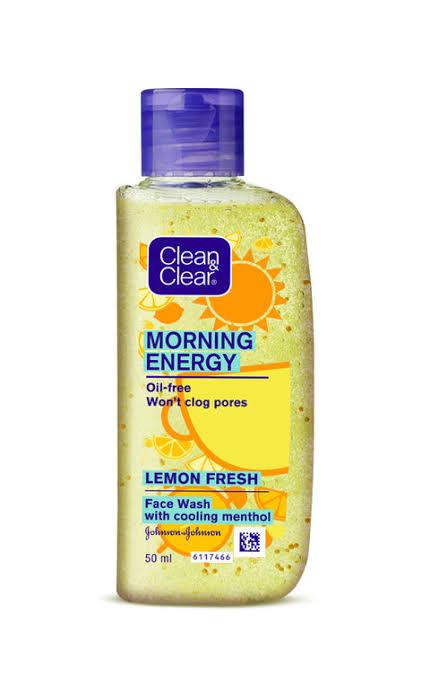 Clean
& Clear®
MORNING
ENERGY
Oil-free
Won't clog pores
LEMON FRESH
Face Wash
with cooling menthol
Johnson & Johnson
50 ml 6117466